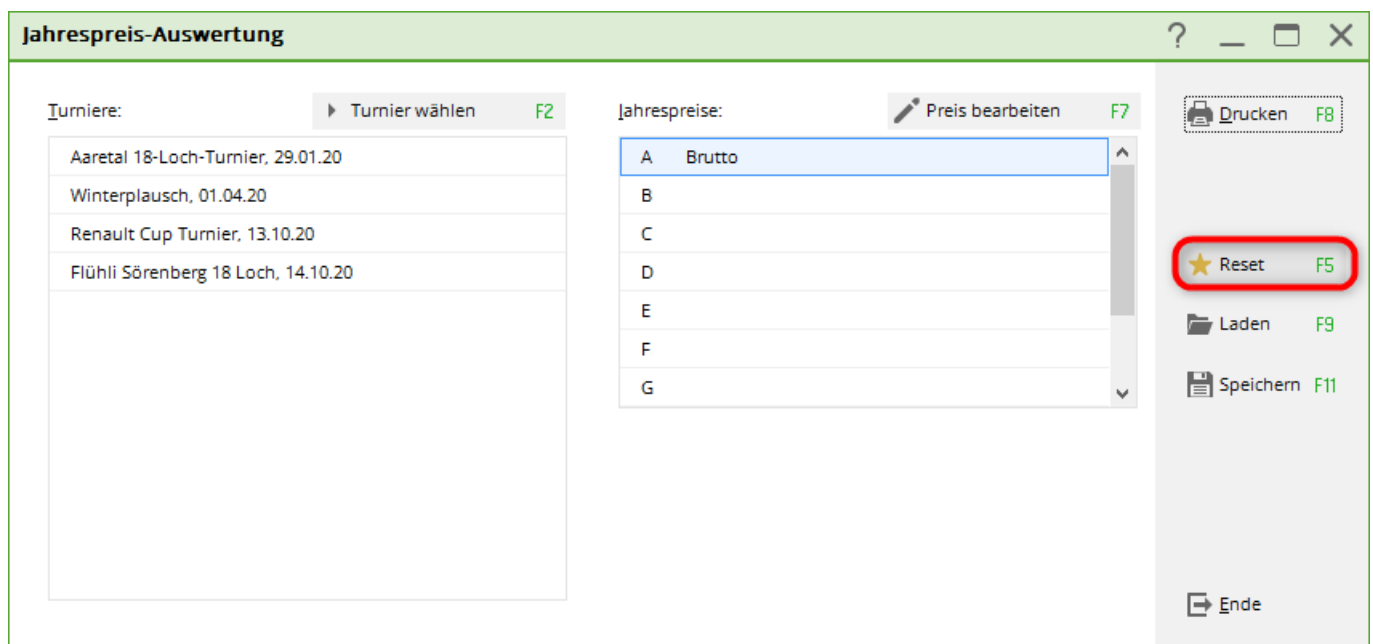 Jahrespreis-Auswertung ?
Turniere: Turnier wählen F2
Aaretal 18-Loch-Turnier, 29.01.20
Winterplausch, 01.04.20
Renault Cup Turnier, 13.10.20
Flühli Sörenberg 18 Loch, 14.10.20
Jahrespreise: Preis bearbeiten F7
A Brutto
B
C
D
E
F
G
Drucken F8
Reset F5
Laden F9
Speichern F11
Ende